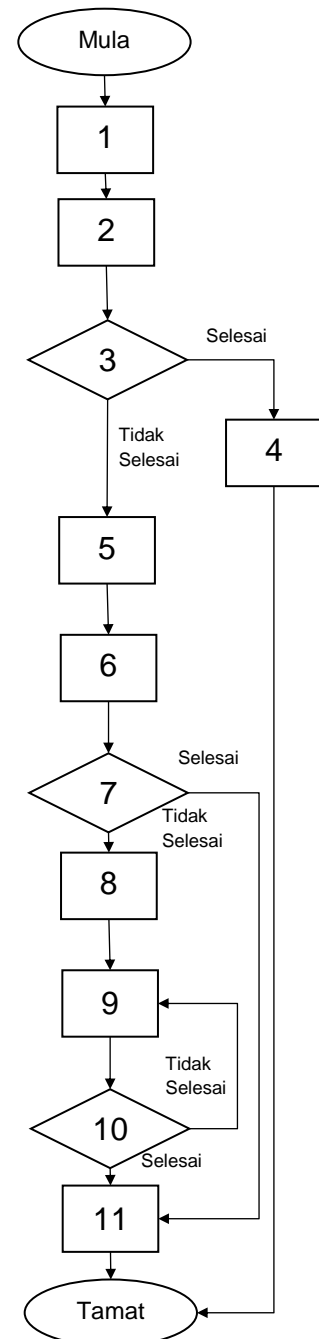 Mula
1
2
3
Selesai
Tidak
Selesai
4
5
6
7
Selesai
Tidak
Selesai
8
9
Tidak
Selesai
10
Selesai
11
Tamat